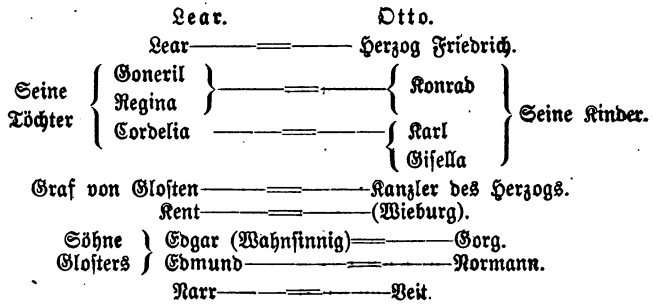 Lear. Otto.
Lear — = — Herzog Friedrich.
Goneril
Seine Regina — = — Konrad
Töchter Cordelia — = — Karl Seine Kinder.
Gisella
Graf von Glosten — = — Kanzler des Herzogs.
Kent — = — (Wieburg).
Söhne Edgar (Wahnsinnig) = — Gorg.
Glosters Edmund — = — Normann.
Narr — = — Veit.